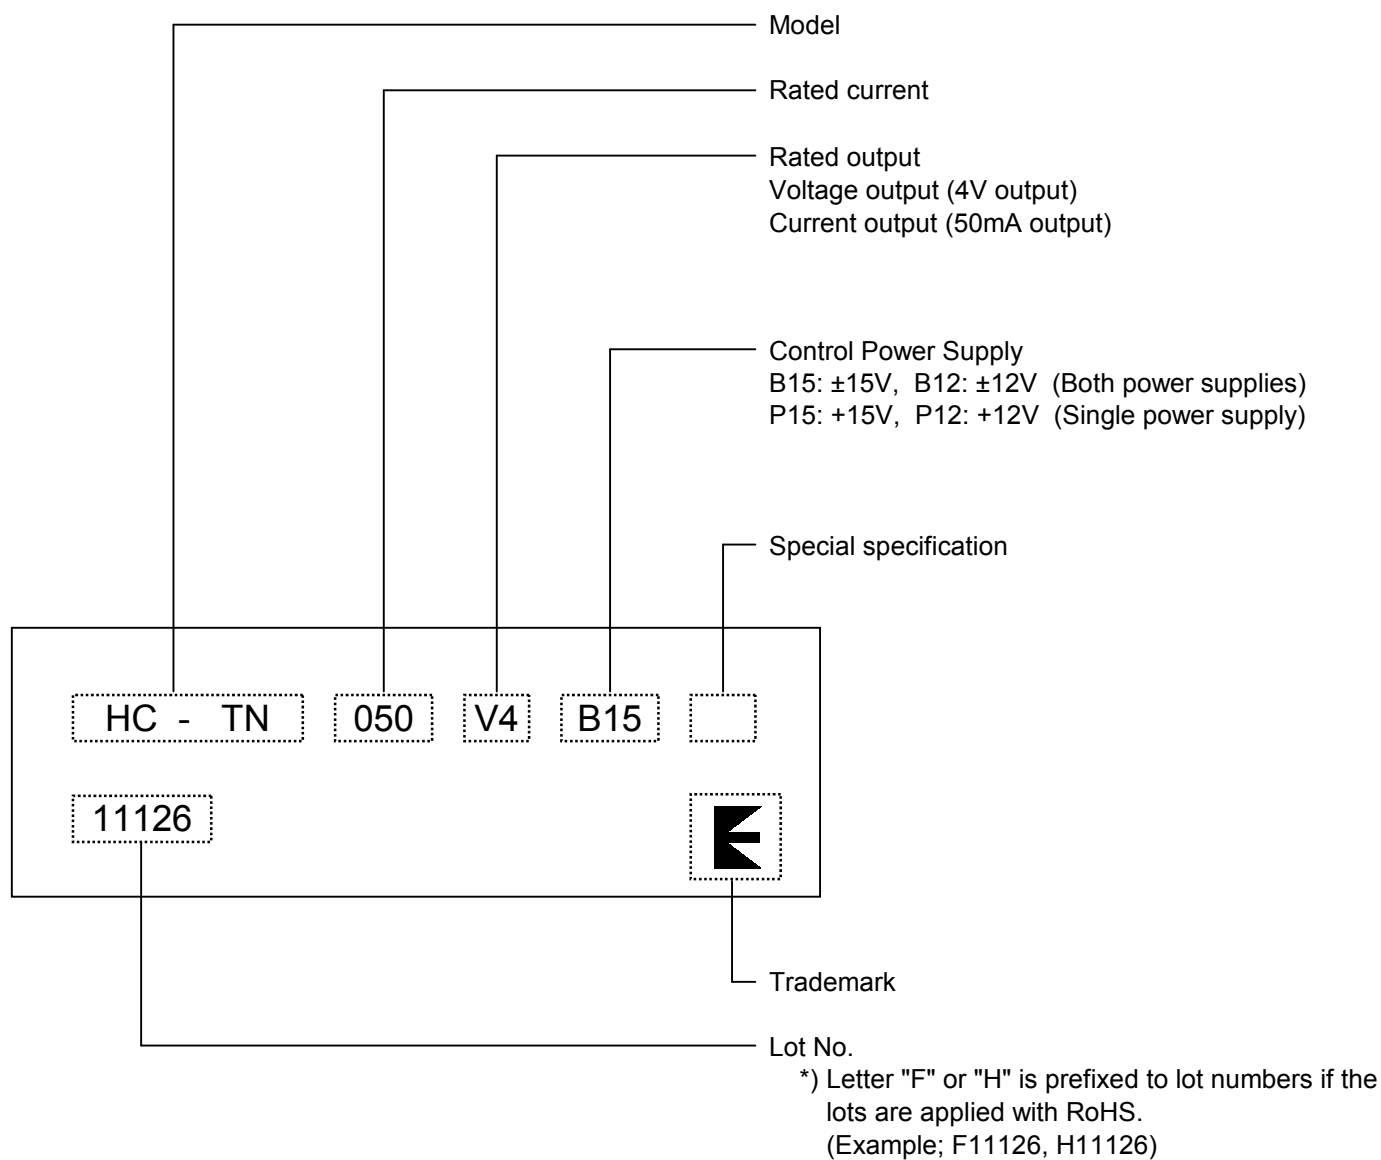 Model
Rated current
Rated output
Voltage output (4V output)
Current output (50mA output)
Control Power Supply
B15: ±15V, B12: ±12V (Both power supplies)
P15: +15V, P12: +12V (Single power supply)
Special specification
HC - TN 050 V4 B15
11126
Trademark
Lot No.
*) Letter "F" or "H" is prefixed to lot numbers if the
lots are applied with RoHS.
(Example; F11126, H11126)